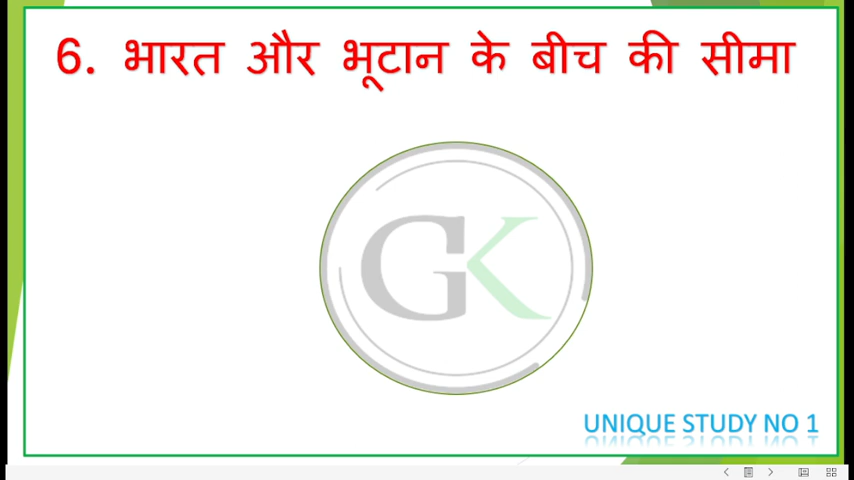 6. भारत और भूटान के बीच की सीमा
GK
UNIQUE STUDY NO 1